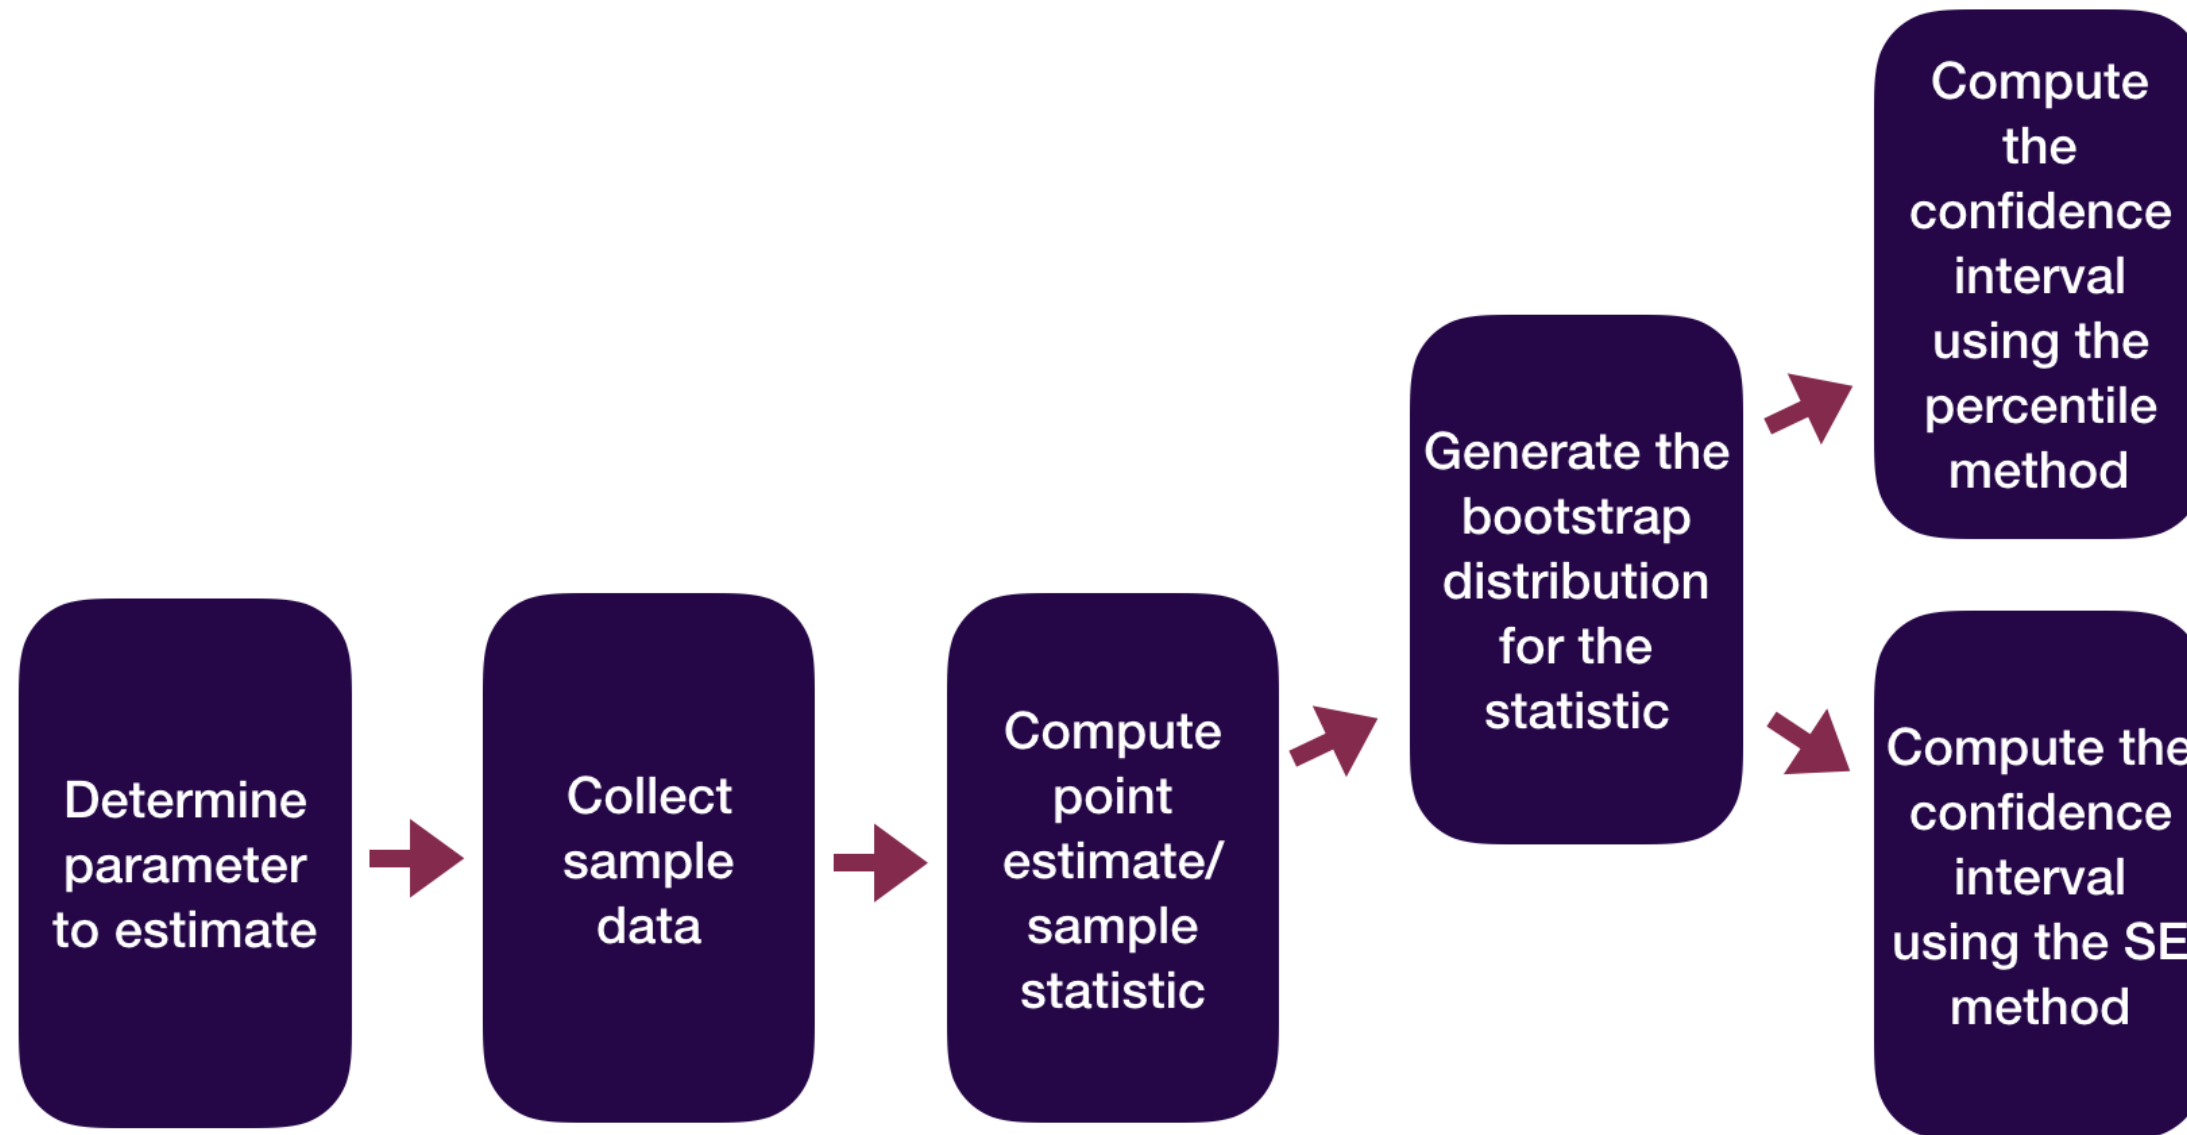 Determine
parameter
to estimate
Collect
sample
data
Compute
point
estimate/
sample
statistic
Generate the
bootstrap
distribution
for the
statistic
Compute
the
confidence
interval
using the
percentile
method
Compute the
confidence
interval
using the SE
method